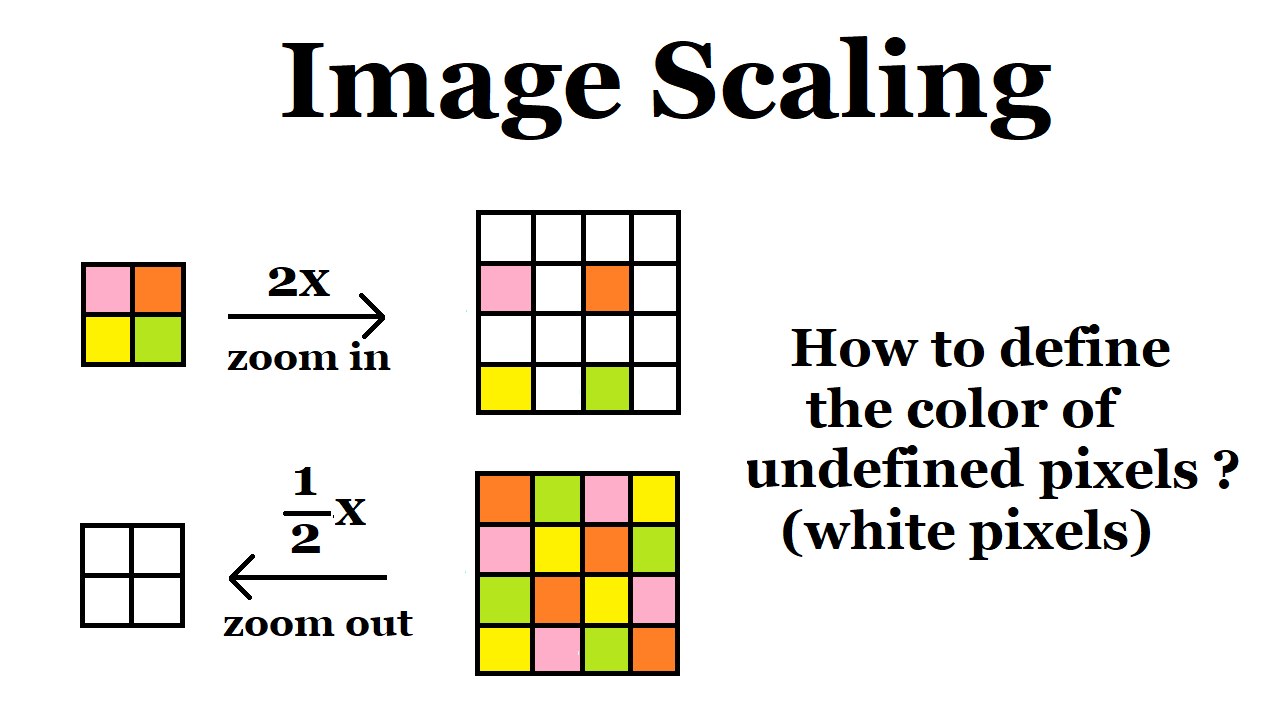 Image Scaling
2x
zoom in
How to define
the color of
undefined pixels ?
(white pixels)
1
2
x
zoom out